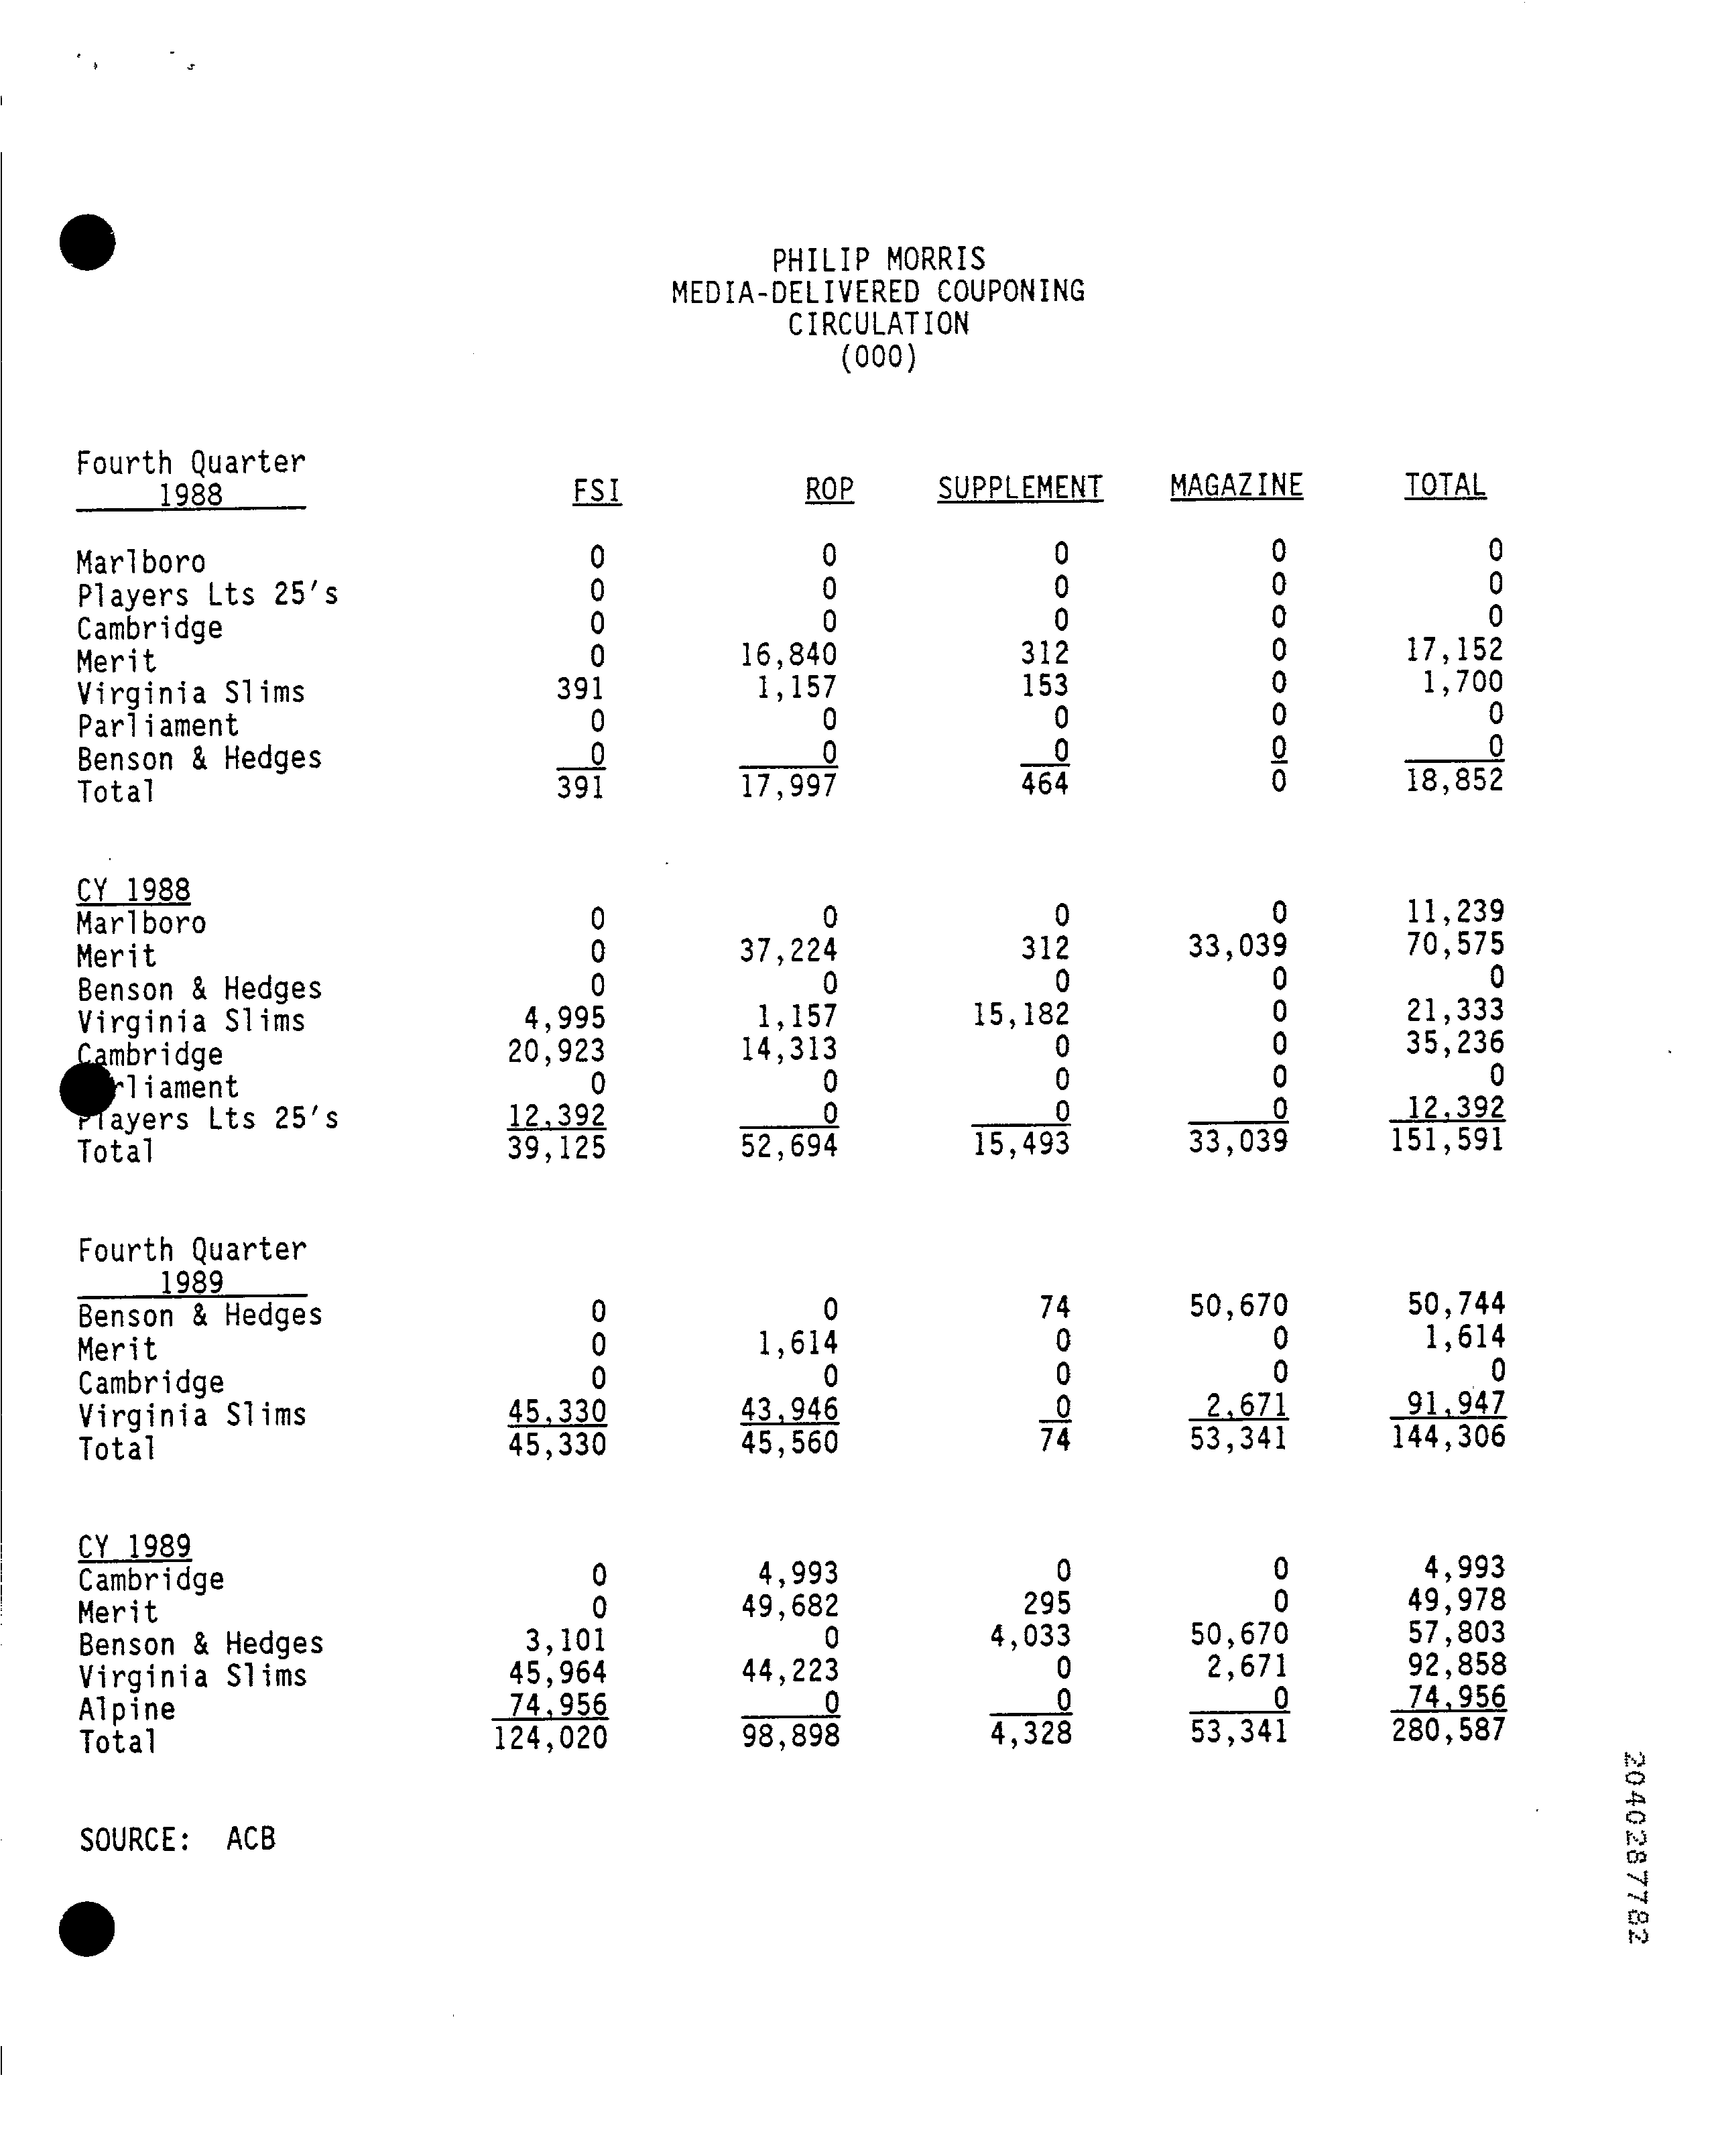 PHILIP MORRIS
MEDIA-DELIVERED COUPONING
CIRCULATION
(000)
Fourth Quarter
1988 FSI ROP SUPPLEMENT MAGAZINE TOTAL
Marlboro 0 0 0 0 0
Players Lts 25's 0 0 0 0 0
Cambridge 0 0 0 0 0
Merit 0 16,840 312 0 17,152
Virginia Slims 391 1,157 153 0 1,700
Parliament 0 0 0 0 0
Benson & Hedges 0 0 0 0 0
Total 391 17,997 464 0 18,852
CY 1988
Marlboro 0 0 0 0 11,239
Merit 0 37,224 312 33,039 70,575
Benson & Hedges 0 0 0 0 0
Virginia Slims 4,995 1,157 15,182 0 21,333
Cambridge 20,923 14,313 0 0 35,236
rliament 0 0 0 0 0
Players Lts 25's 12,392 0 0 0 12,392
Total 39,125 52,694 15,493 33,039 151,591
Fourth Quarter
1989
Benson & Hedges 0 0 74 50,670 50,744
Merit 0 1,614 0 0 1,614
Cambridge 0 0 0 0 0
Virginia Slims 45,330 43,946 0 2,671 91,947
Total 45,330 45,560 74 53,341 144,306
CY 1989
Cambridge 0 4,993 0 0 4,993
Merit 0 49,682 295 0 49,978
Benson & Hedges 3,101 0 4,033 50,670 57,803
Virginia Slims 45,964 44,223 0 2,671 92,858
Alpine 74,956 0 0 0 74,956
Total 124,020 98,898 4,328 53,341 280,587
SOURCE: ACB
2040287782